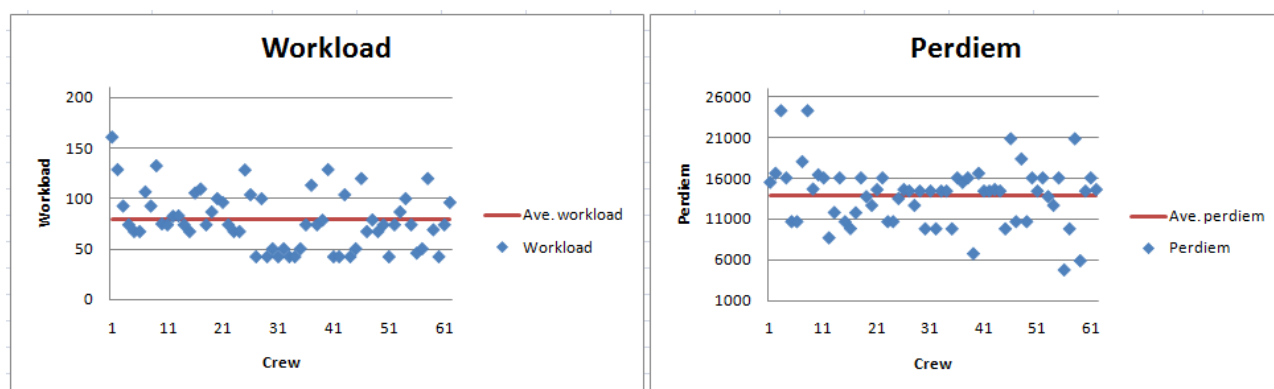 Workload
200
150
100
50
0
Workload
1 11 21 31 41 51 61
Crew
Ave. workload
Workload
Perdiem
26000
21000
16000
11000
6000
1000
Perdiem
1 11 21 31 41 51 61
Crew
Ave. perdiem
Perdiem